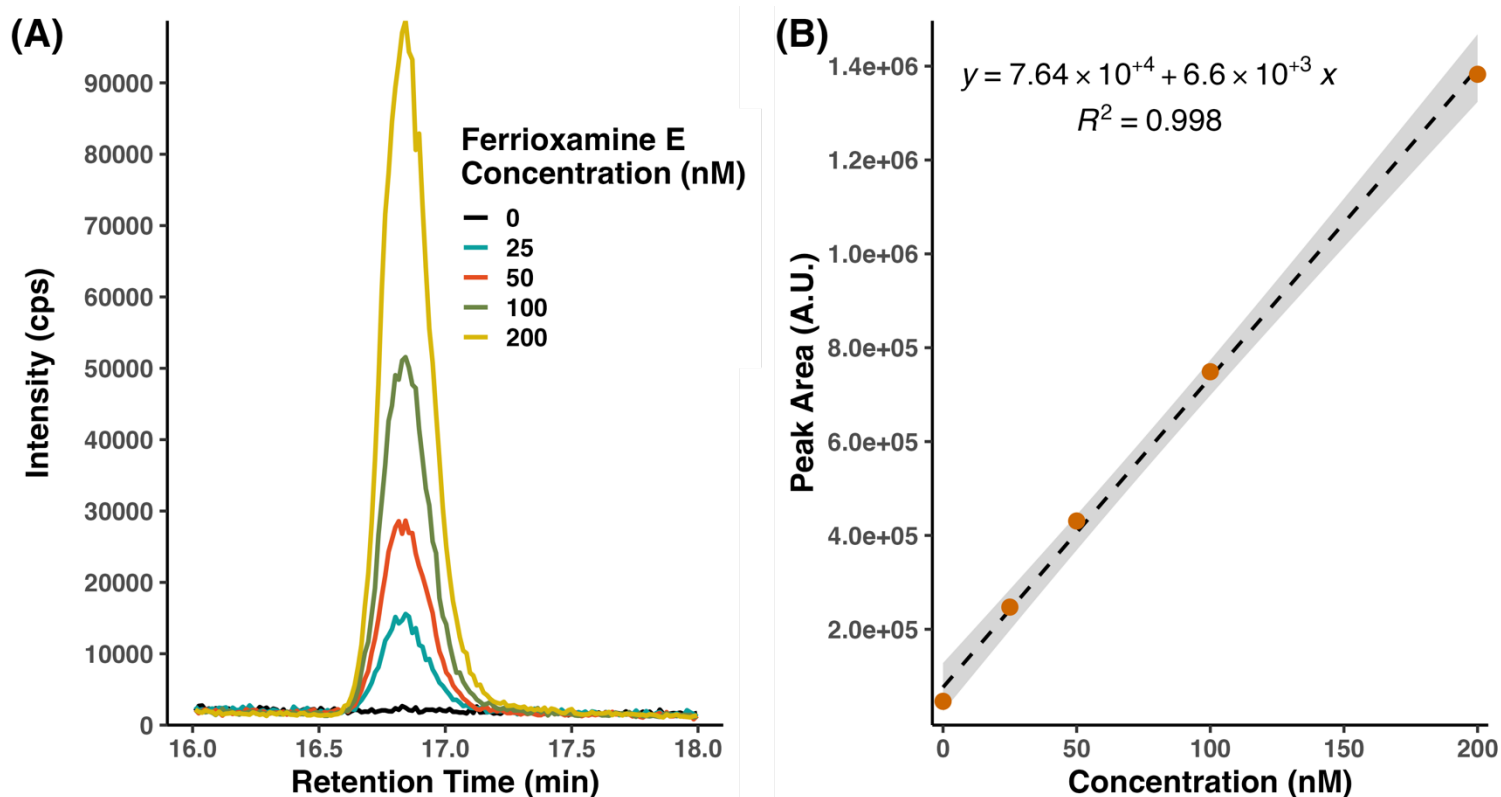 (A)
Intensity (cps)
90000
80000
70000
60000
50000
40000
30000
20000
10000
0
16.0 16.5 17.0 17.5 18.0
Retention Time (min)
Ferrioxamine E
Concentration (nM)
0
25
50
100
200
(B)
Peak Area (A.U.)
1.4e+06
1.2e+06
1.0e+06
8.0e+05
6.0e+05
4.0e+05
2.0e+05
y = 7.64 × 10⁺⁴ + 6.6 × 10⁺³ x
R² = 0.998
0 50 100 150 200
Concentration (nM)